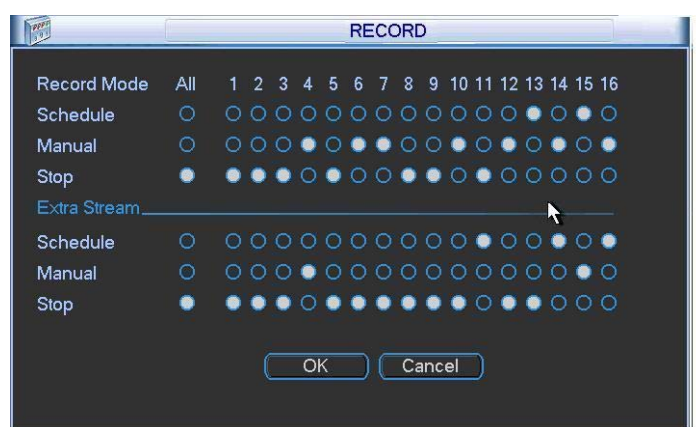 RECORD
Record Mode All 1 2 3 4 5 6 7 8 9 10 11 12 13 14 15 16
Schedule
Manual
Stop
Extra Stream
Schedule
Manual
Stop
OK Cancel